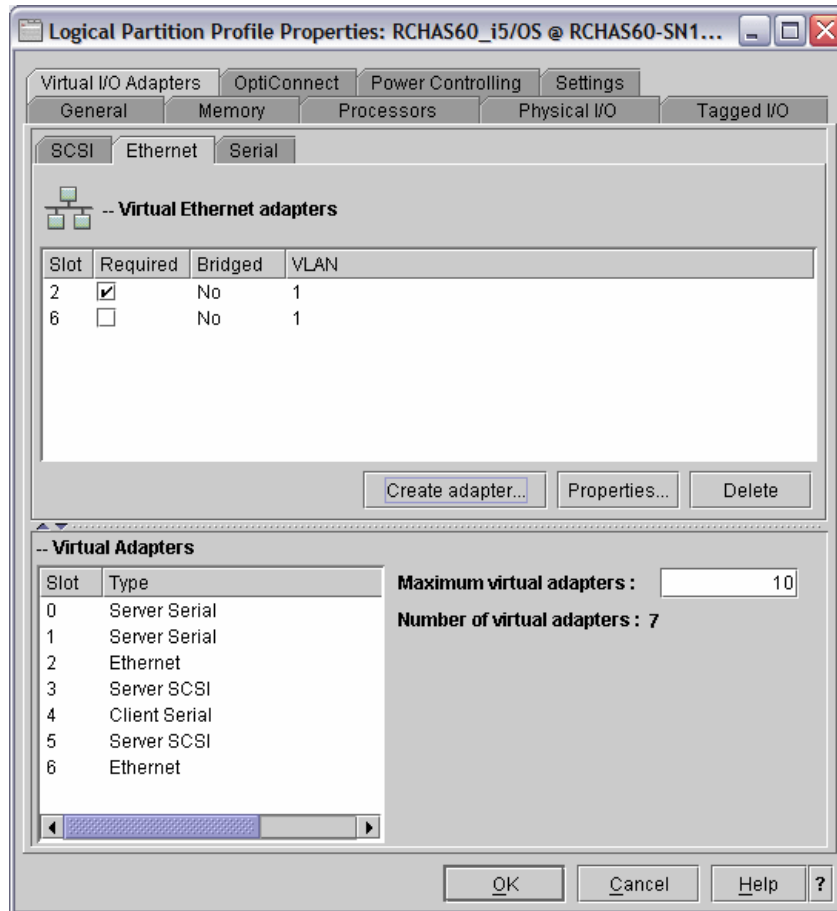 Logical Partition Profile Properties: RCHAS60_i5/OS @ RCHAS60-SN1...
Virtual I/O Adapters OptiConnect Power Controlling Settings
General Memory Processors Physical I/O Tagged I/O
SCSI Ethernet Serial
-- Virtual Ethernet adapters
Slot Required Bridged VLAN
2 No 1
6 No 1
Create adapter... Properties... Delete
-- Virtual Adapters
Slot Type
0 Server Serial
1 Server Serial
2 Ethernet
3 Server SCSI
4 Client Serial
5 Server SCSI
6 Ethernet
Maximum virtual adapters : 10
Number of virtual adapters : 7
OK Cancel Help ?